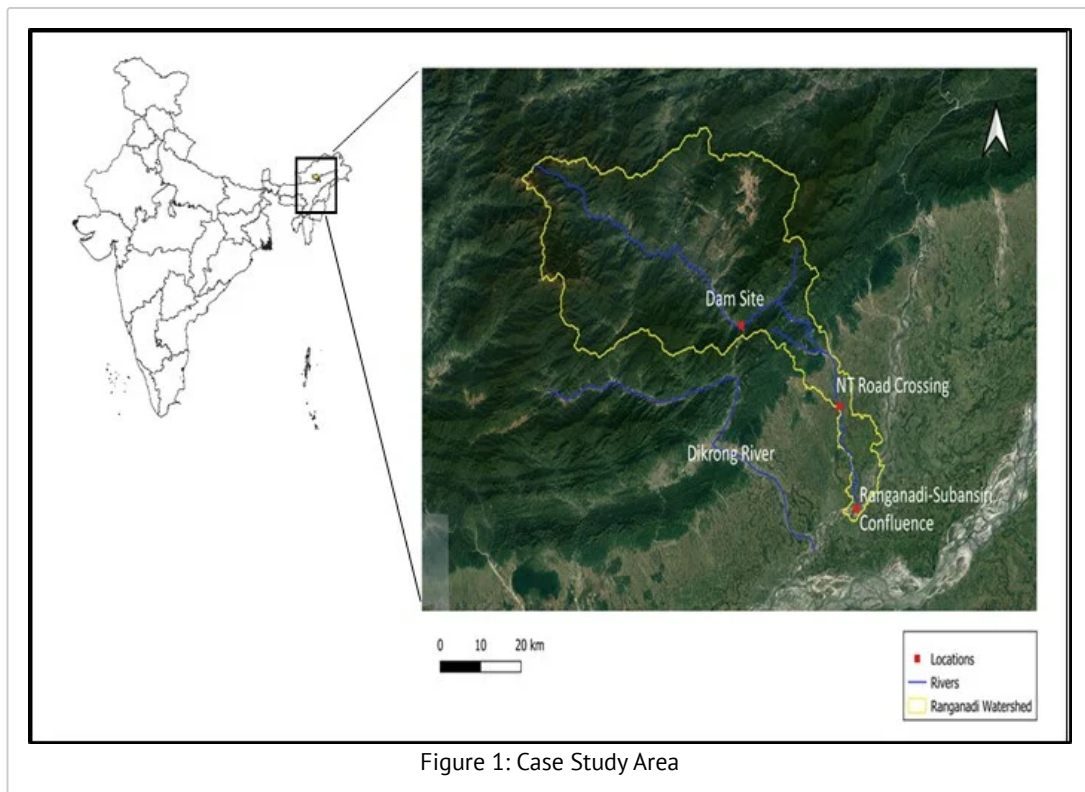 Dam Site
NT Road Crossing
Dikrong River
Ranganadi-Subansiri
Confluence
0 10 20 km
Locations
Rivers
Ranganadi Watershed
Figure 1: Case Study Area